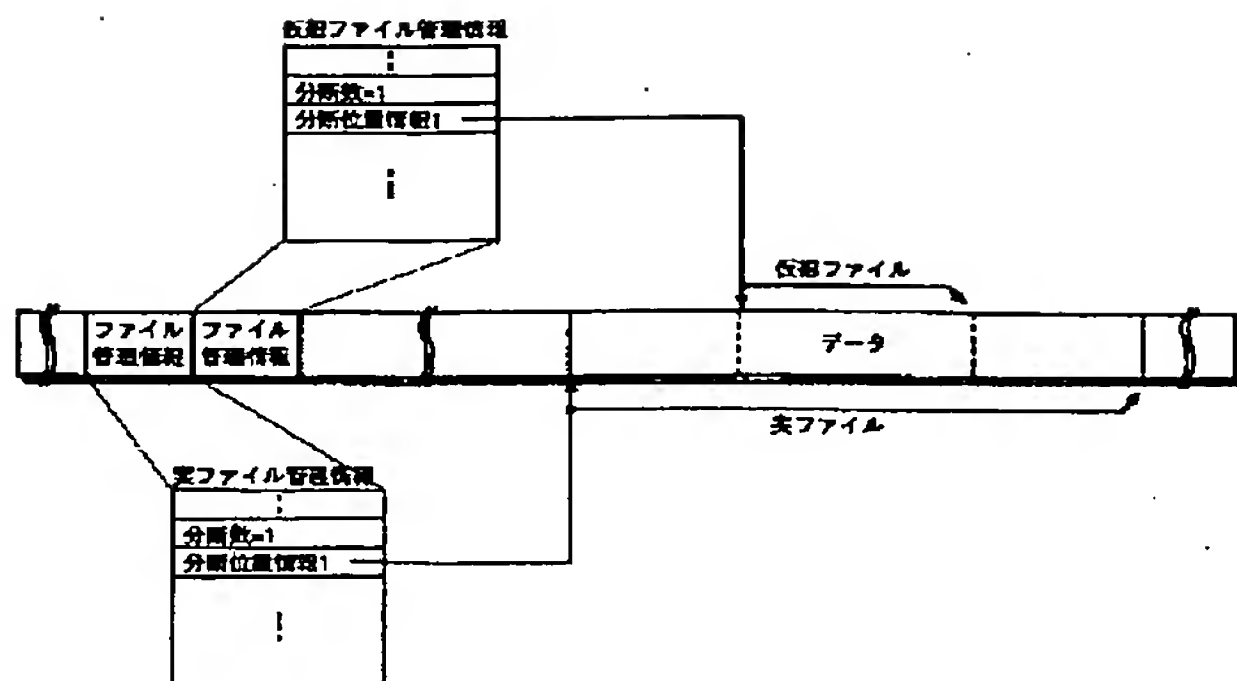 仮想ファイル管理情報
分断数=1
分断位置情報1
仮想ファイル
ファイル
管理情報
ファイル
管理情報
データ
実ファイル
実ファイル管理情報
分断数=1
分断位置情報1